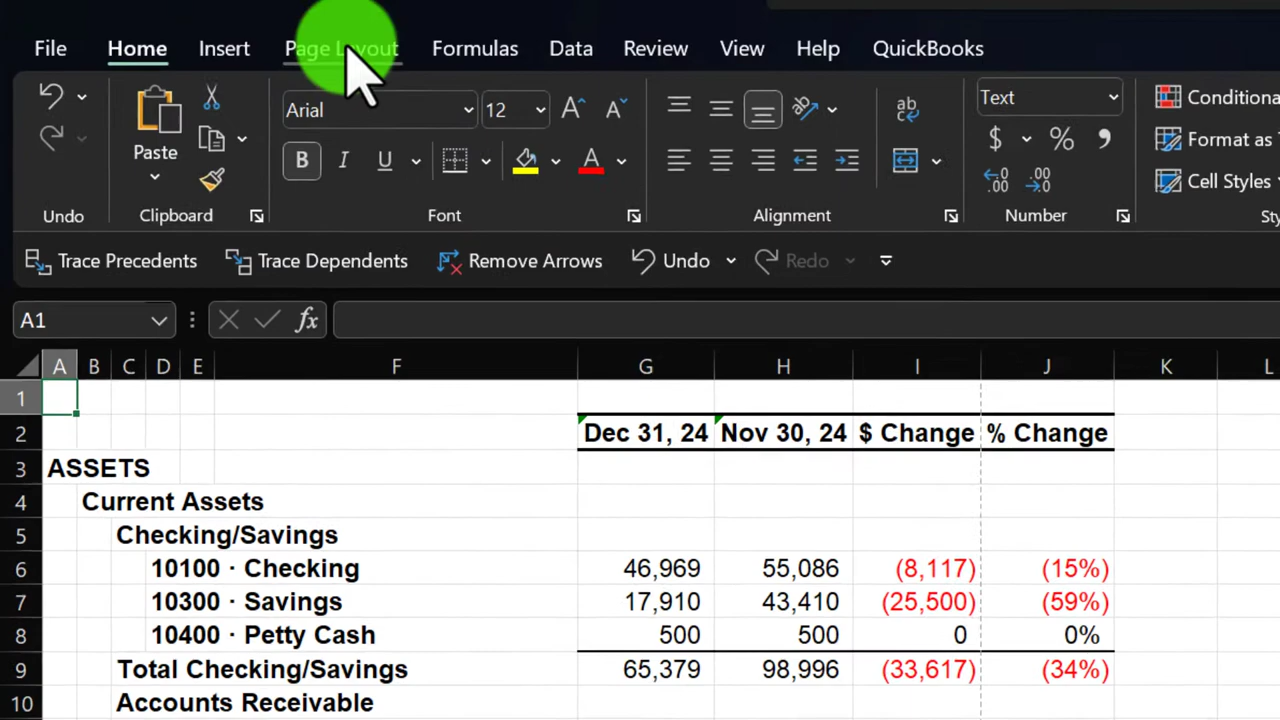 File Home Insert Page Layout Formulas Data Review View Help QuickBooks
Arial 12 Text Conditiona
Paste $ % Format as
B I U A Cell Styles
Undo Clipboard Font Alignment Number Sty
Trace Precedents Trace Dependents Remove Arrows Undo Redo
A1 fx
A B C D E F G H I J K L
1
2 Dec 31, 24 Nov 30, 24 $ Change % Change
3 ASSETS
4 Current Assets
5 Checking/Savings
6 10100 · Checking 46,969 55,086 (8,117) (15%)
7 10300 · Savings 17,910 43,410 (25,500) (59%)
8 10400 · Petty Cash 500 500 0 0%
9 Total Checking/Savings 65,379 98,996 (33,617) (34%)
10 Accounts Receivable